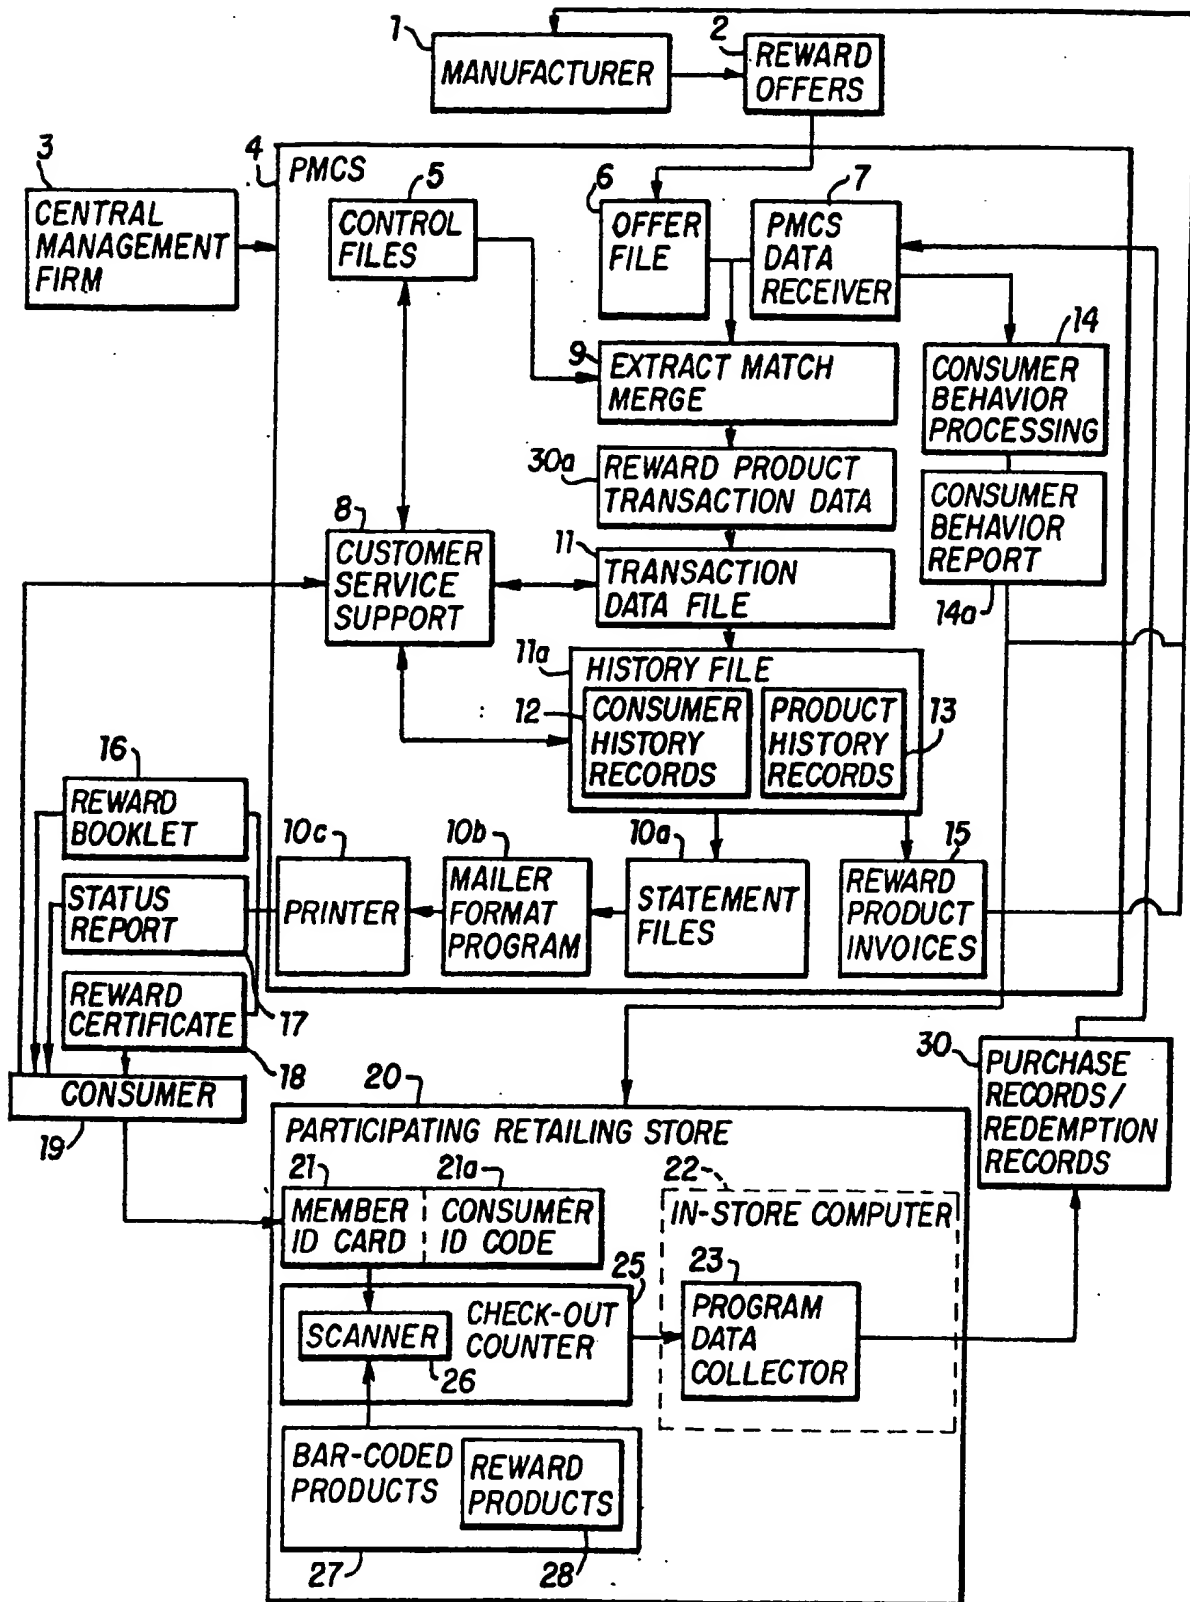 1
MANUFACTURER
2
REWARD
OFFERS
3
CENTRAL
MANAGEMENT
FIRM
4
PMCS
5
CONTROL
FILES
6
OFFER
FILE
7
PMCS
DATA
RECEIVER
9
EXTRACT MATCH
MERGE
14
CONSUMER
BEHAVIOR
PROCESSING
30a
REWARD PRODUCT
TRANSACTION DATA
CONSUMER
BEHAVIOR
REPORT
14a
8
CUSTOMER
SERVICE
SUPPORT
11
TRANSACTION
DATA FILE
11a
HISTORY FILE
12
CONSUMER
HISTORY
RECORDS
PRODUCT
HISTORY
RECORDS
13
16
REWARD
BOOKLET
STATUS
REPORT
17
REWARD
CERTIFICATE
18
CONSUMER
19
10c
PRINTER
10b
MAILER
FORMAT
PROGRAM
10a
STATEMENT
FILES
15
REWARD
PRODUCT
INVOICES
20
PARTICIPATING RETAILING STORE
21
MEMBER
ID CARD
21a
CONSUMER
ID CODE
22
IN-STORE COMPUTER
23
PROGRAM
DATA
COLLECTOR
25
CHECK-OUT
COUNTER
SCANNER
26
BAR-CODED
PRODUCTS
REWARD
PRODUCTS
27
28
30
PURCHASE
RECORDS/
REDEMPTION
RECORDS